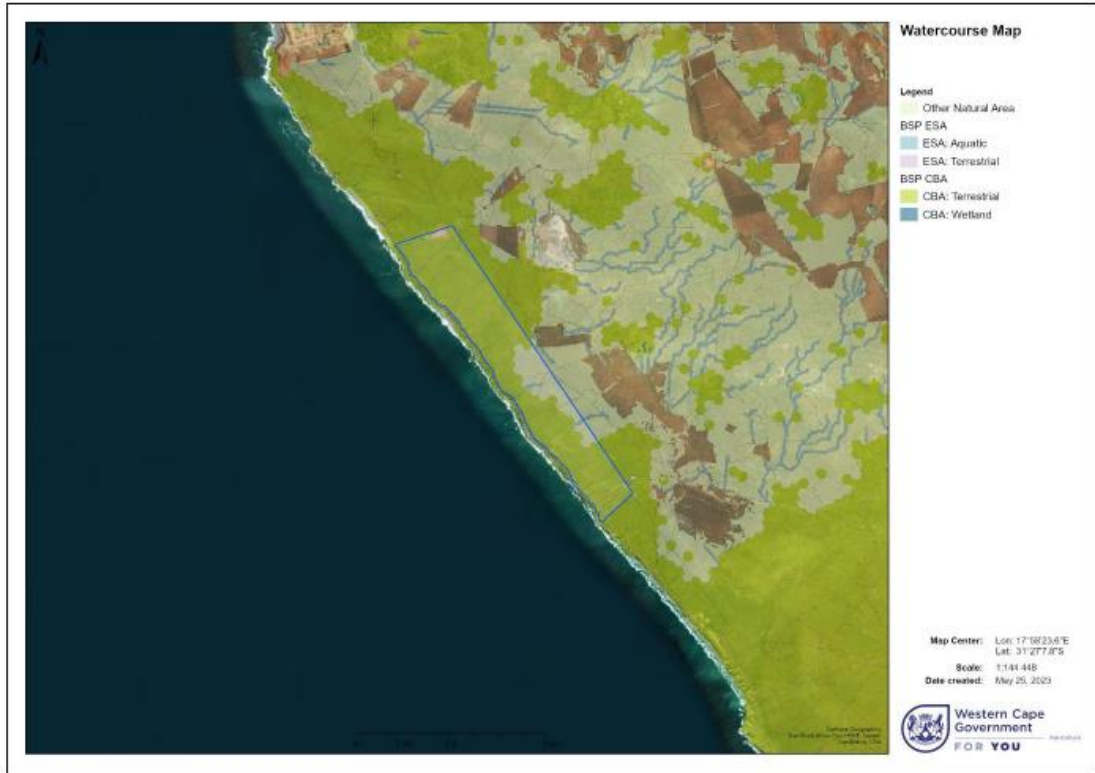 Watercourse Map
Legend
Other Natural Area
BSP ESA
ESA: Aquatic
ESA: Terrestrial
BSP CBA
CBA: Terrestrial
CBA: Wetland
Map Center: Lon: 17°58'23.6"E
Lat: 31°27'7.8"S
Scale: 1:144 448
Date created: May 25, 2023
Western Cape
Government
FOR YOU